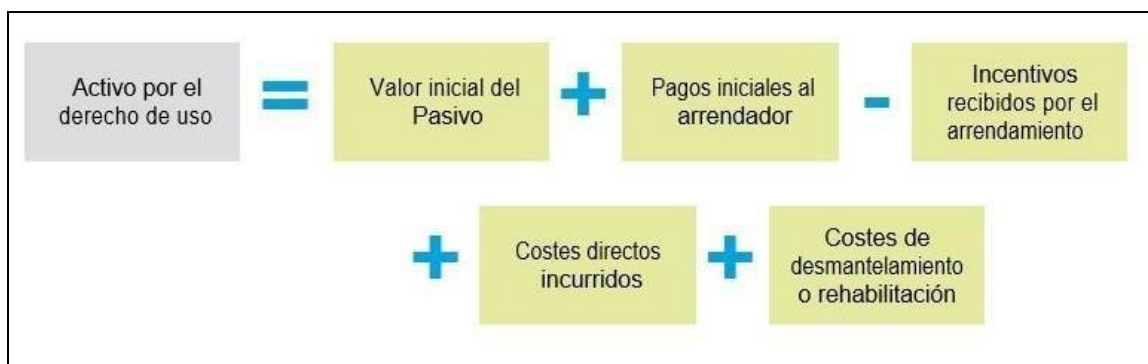 Activo por el
derecho de uso
=
Valor inicial del
Pasivo
+
Pagos iniciales al
arrendador
-
Incentivos
recibidos por el
arrendamiento
+
Costes directos
incurridos
+
Costes de
desmantelamiento
o rehabilitación